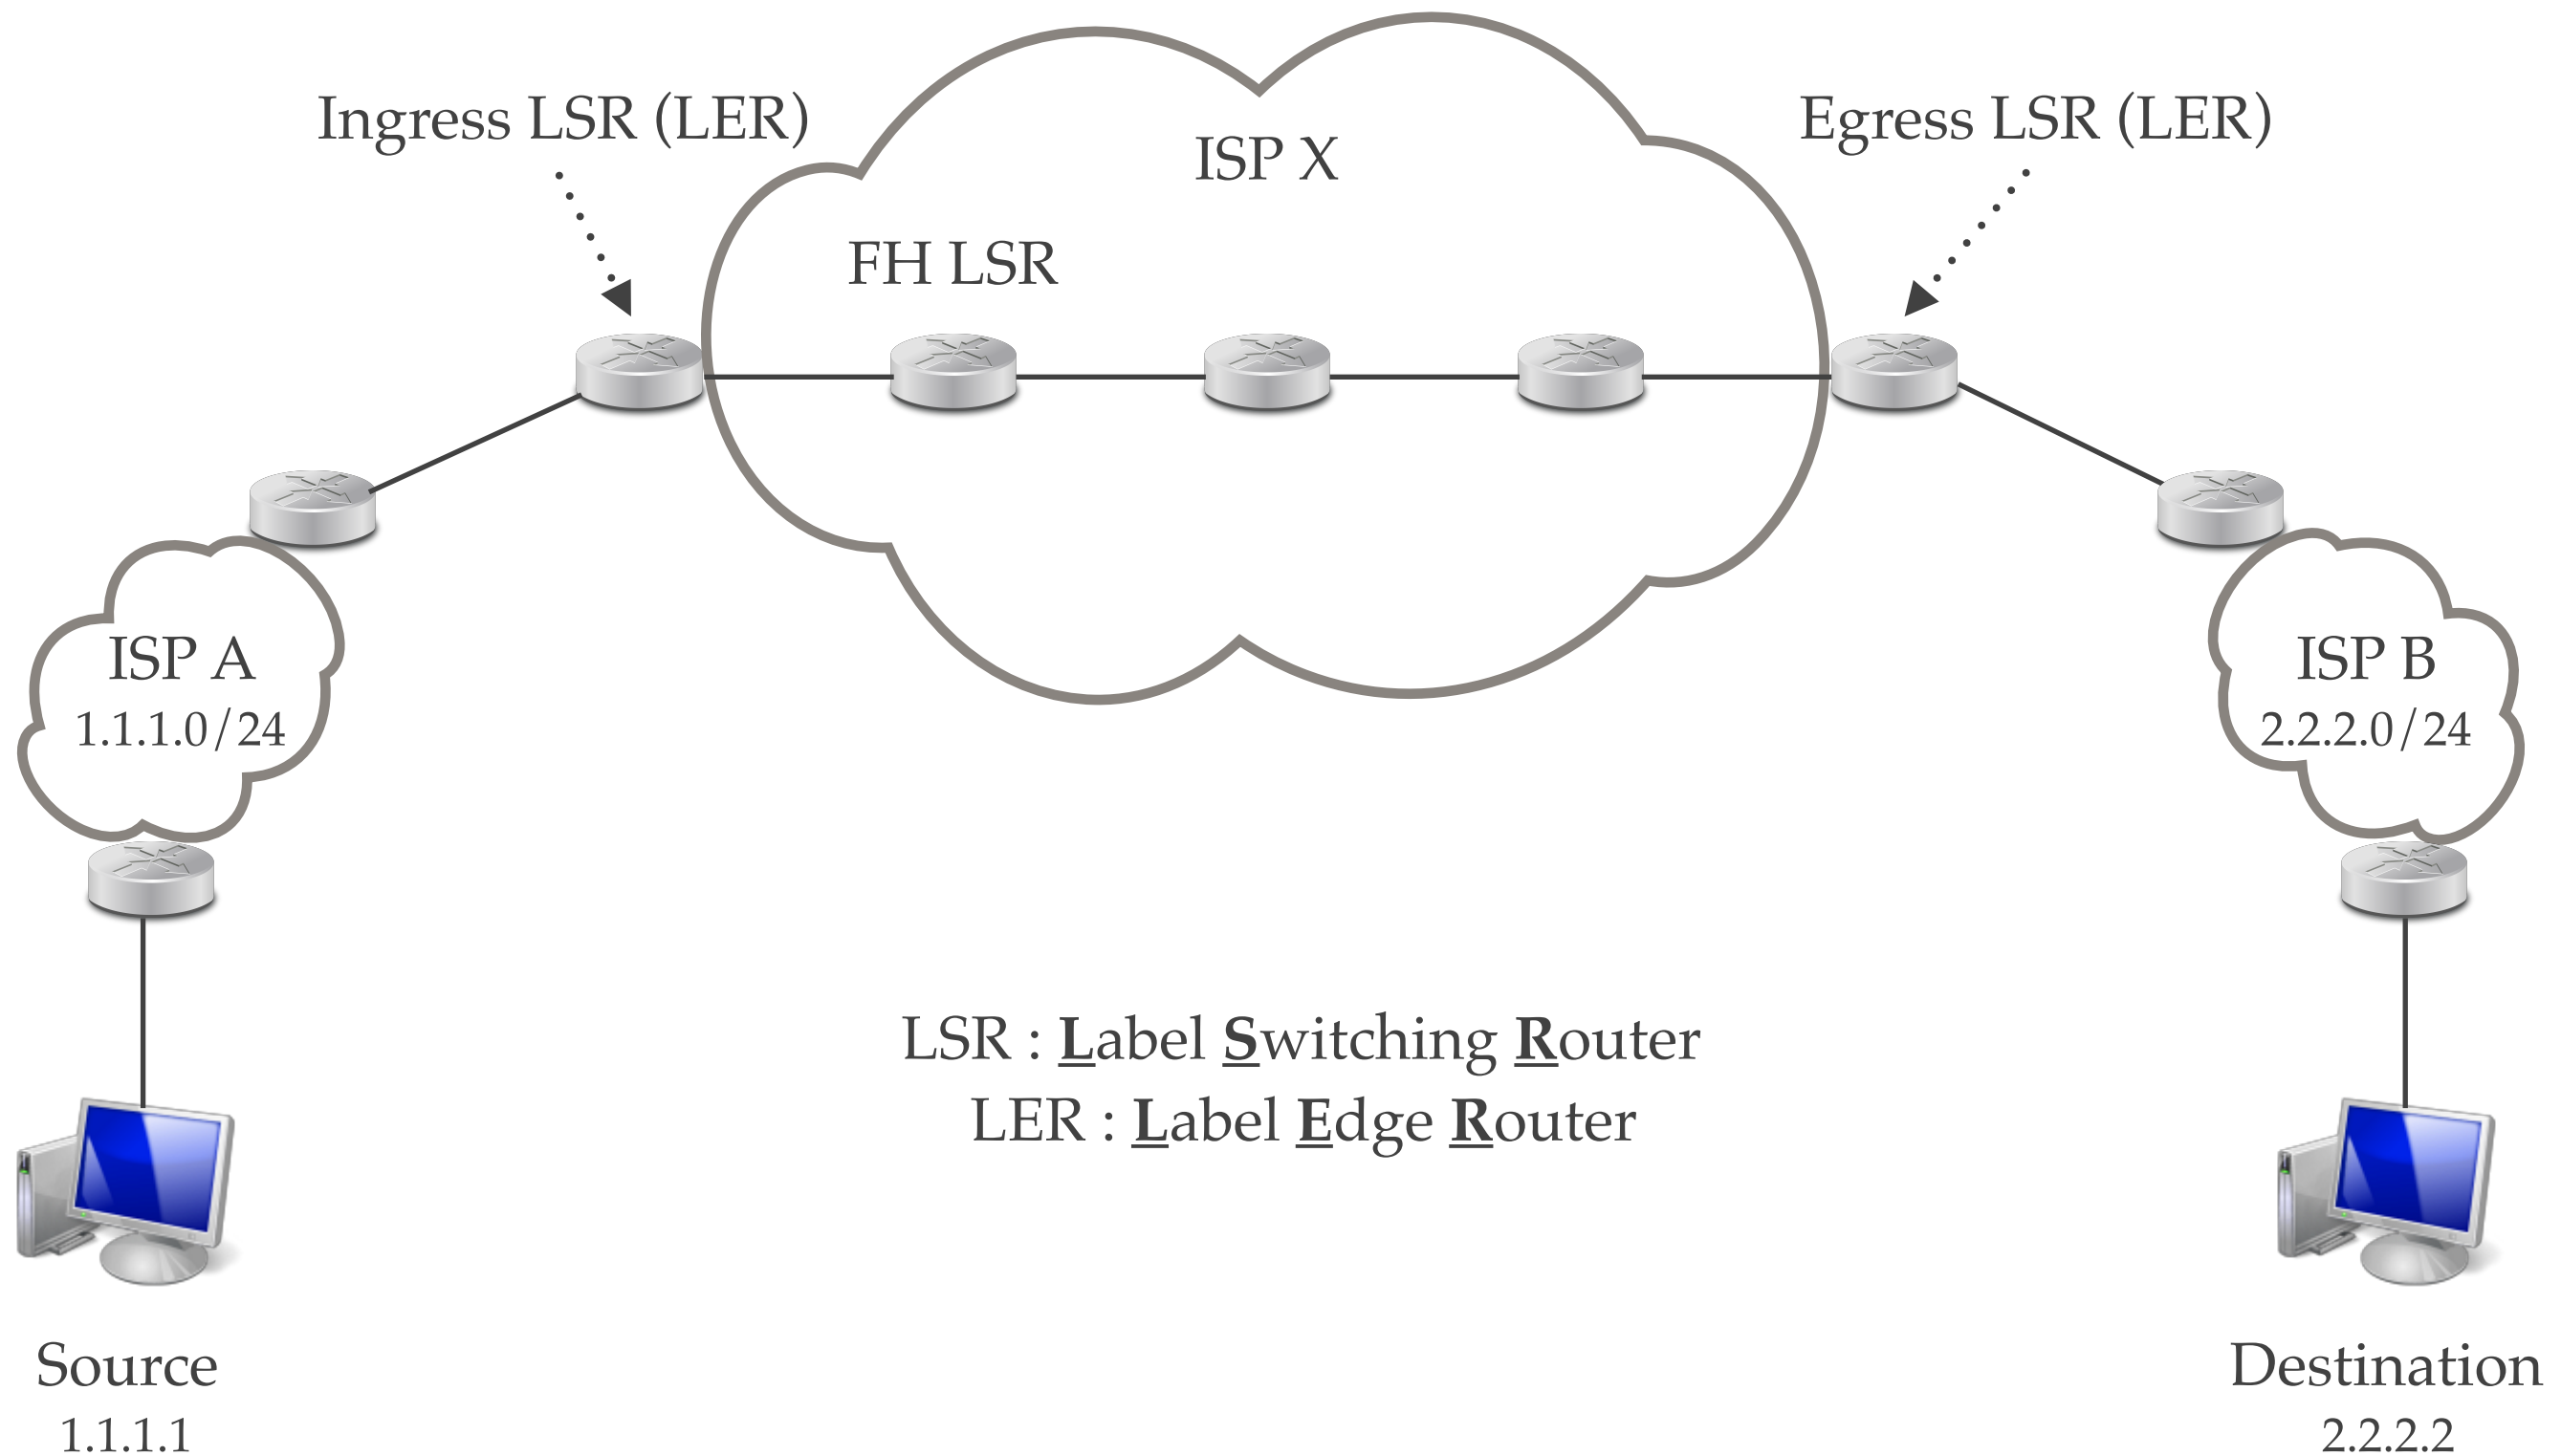 Ingress LSR (LER)
Egress LSR (LER)
ISP X
FH LSR
ISP A
1.1.1.0/24
ISP B
2.2.2.0/24
LSR : Label Switching Router
LER : Label Edge Router
Source
1.1.1.1
Destination
2.2.2.2